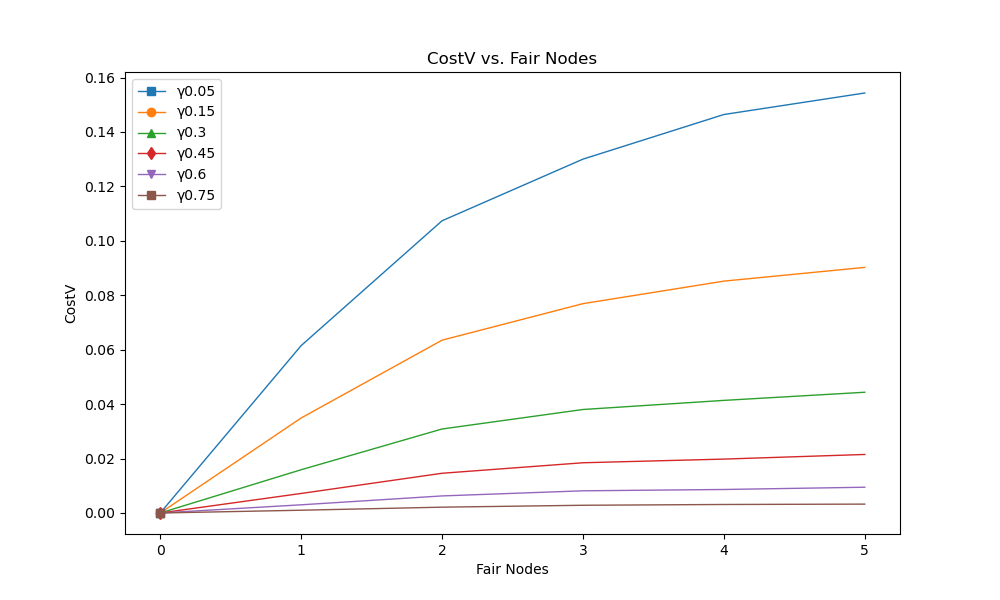 CostV vs. Fair Nodes
0.16
0.14
0.12
0.10
0.08
0.06
0.04
0.02
0.00
CostV
γ0.05
γ0.15
γ0.3
γ0.45
γ0.6
γ0.75
0 1 2 3 4 5
Fair Nodes